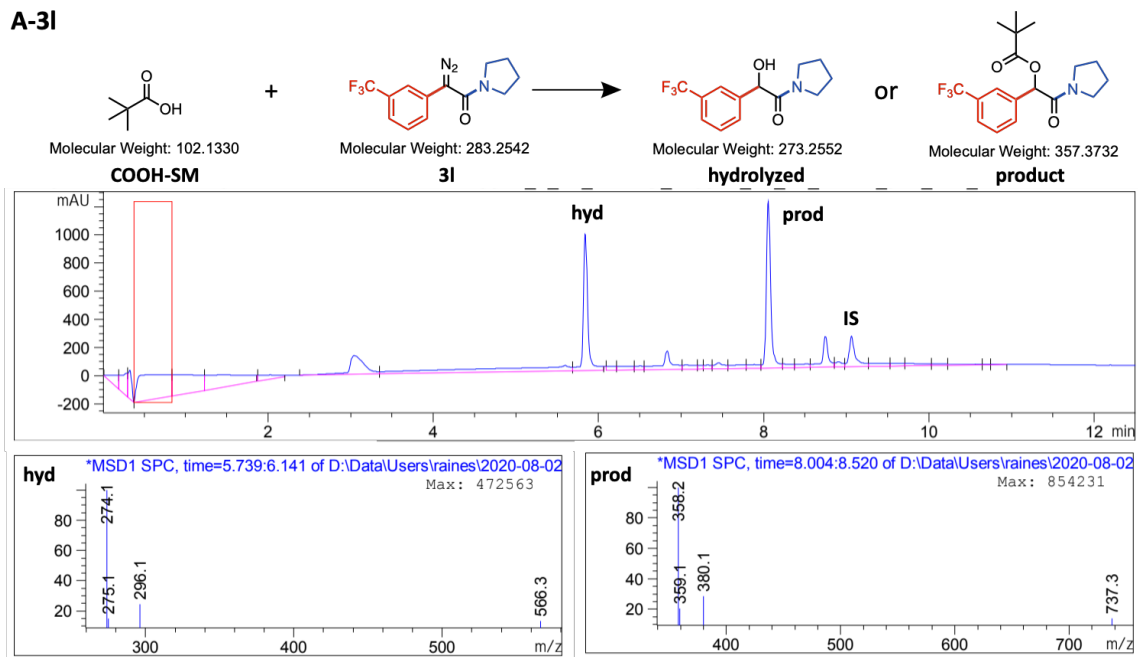 A-3l
O
OH
+
N2
F3C
N
O
OH
F3C
N
O
or
O
O
F3C
N
O
Molecular Weight: 102.1330
Molecular Weight: 283.2542
Molecular Weight: 273.2552
Molecular Weight: 357.3732
COOH-SM
3l
hydrolyzed
product
mAU
1000
800
600
400
200
0
-200
hyd
prod
IS
2
4
6
8
10
12
min
hyd
*MSD1 SPC, time=5.739:6.141 of D:\Data\Users\raines\2020-08-02
Max: 472563
80
60
40
20
274.1
275.1
296.1
566.3
300
400
500
m/z
prod
*MSD1 SPC, time=8.004:8.520 of D:\Data\Users\raines\2020-08-02
Max: 854231
80
60
40
20
358.2
359.1
380.1
737.3
400
500
600
700
m/z